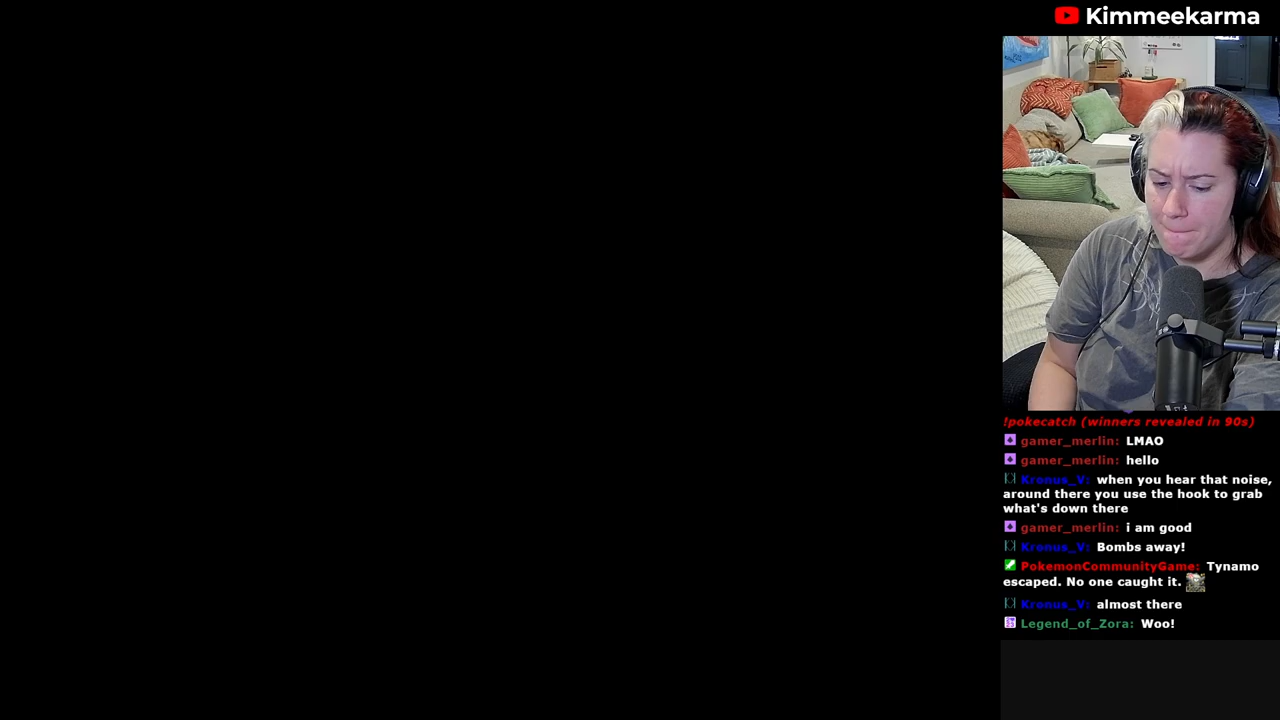 Kimmeekarma
!pokecatch (winners revealed in 90s)
gamer_merlin: LMAO
gamer_merlin: hello
Kronus_V: when you hear that noise,
around there you use the hook to grab
what's down there
gamer_merlin: i am good
Kronus_V: Bombs away!
PokemonCommunityGame: Tynamo
escaped. No one caught it.
Kronus_V: almost there
Legend_of_Zora: Woo!